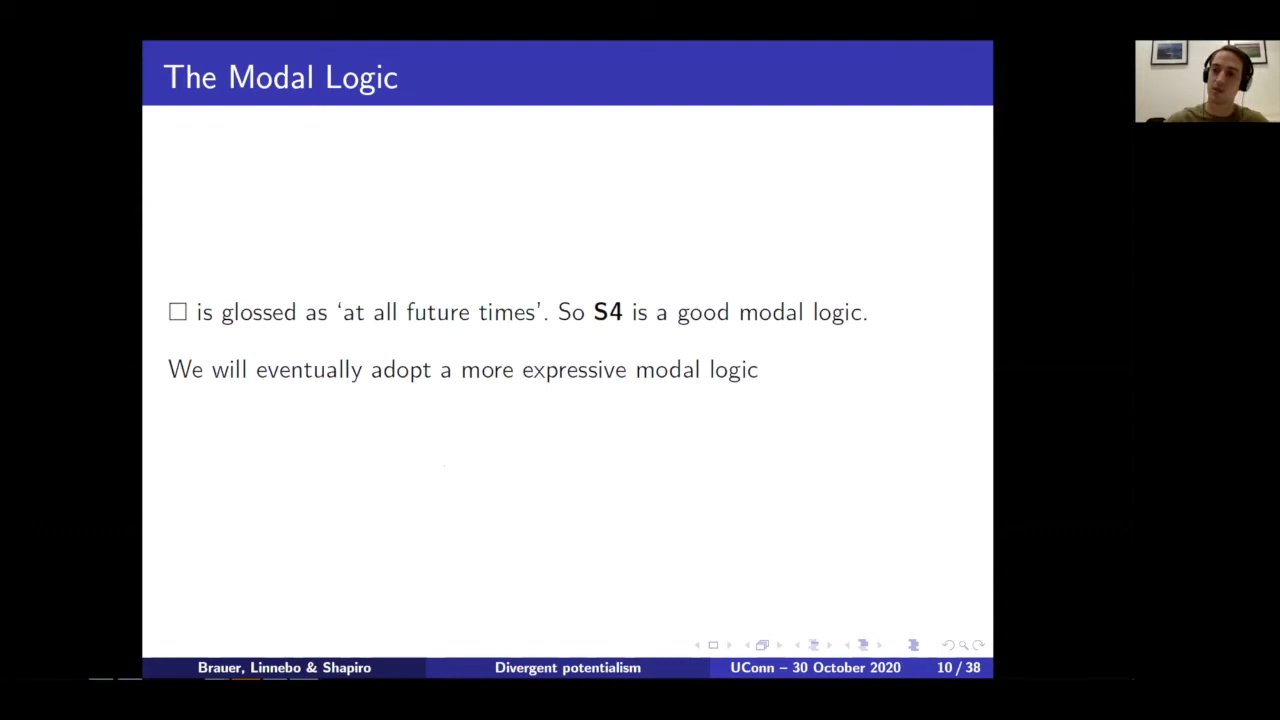 The Modal Logic
□ is glossed as ‘at all future times’. So S4 is a good modal logic.
We will eventually adopt a more expressive modal logic
Brauer, Linnebo & Shapiro
Divergent potentialism
UConn – 30 October 2020
10 / 38